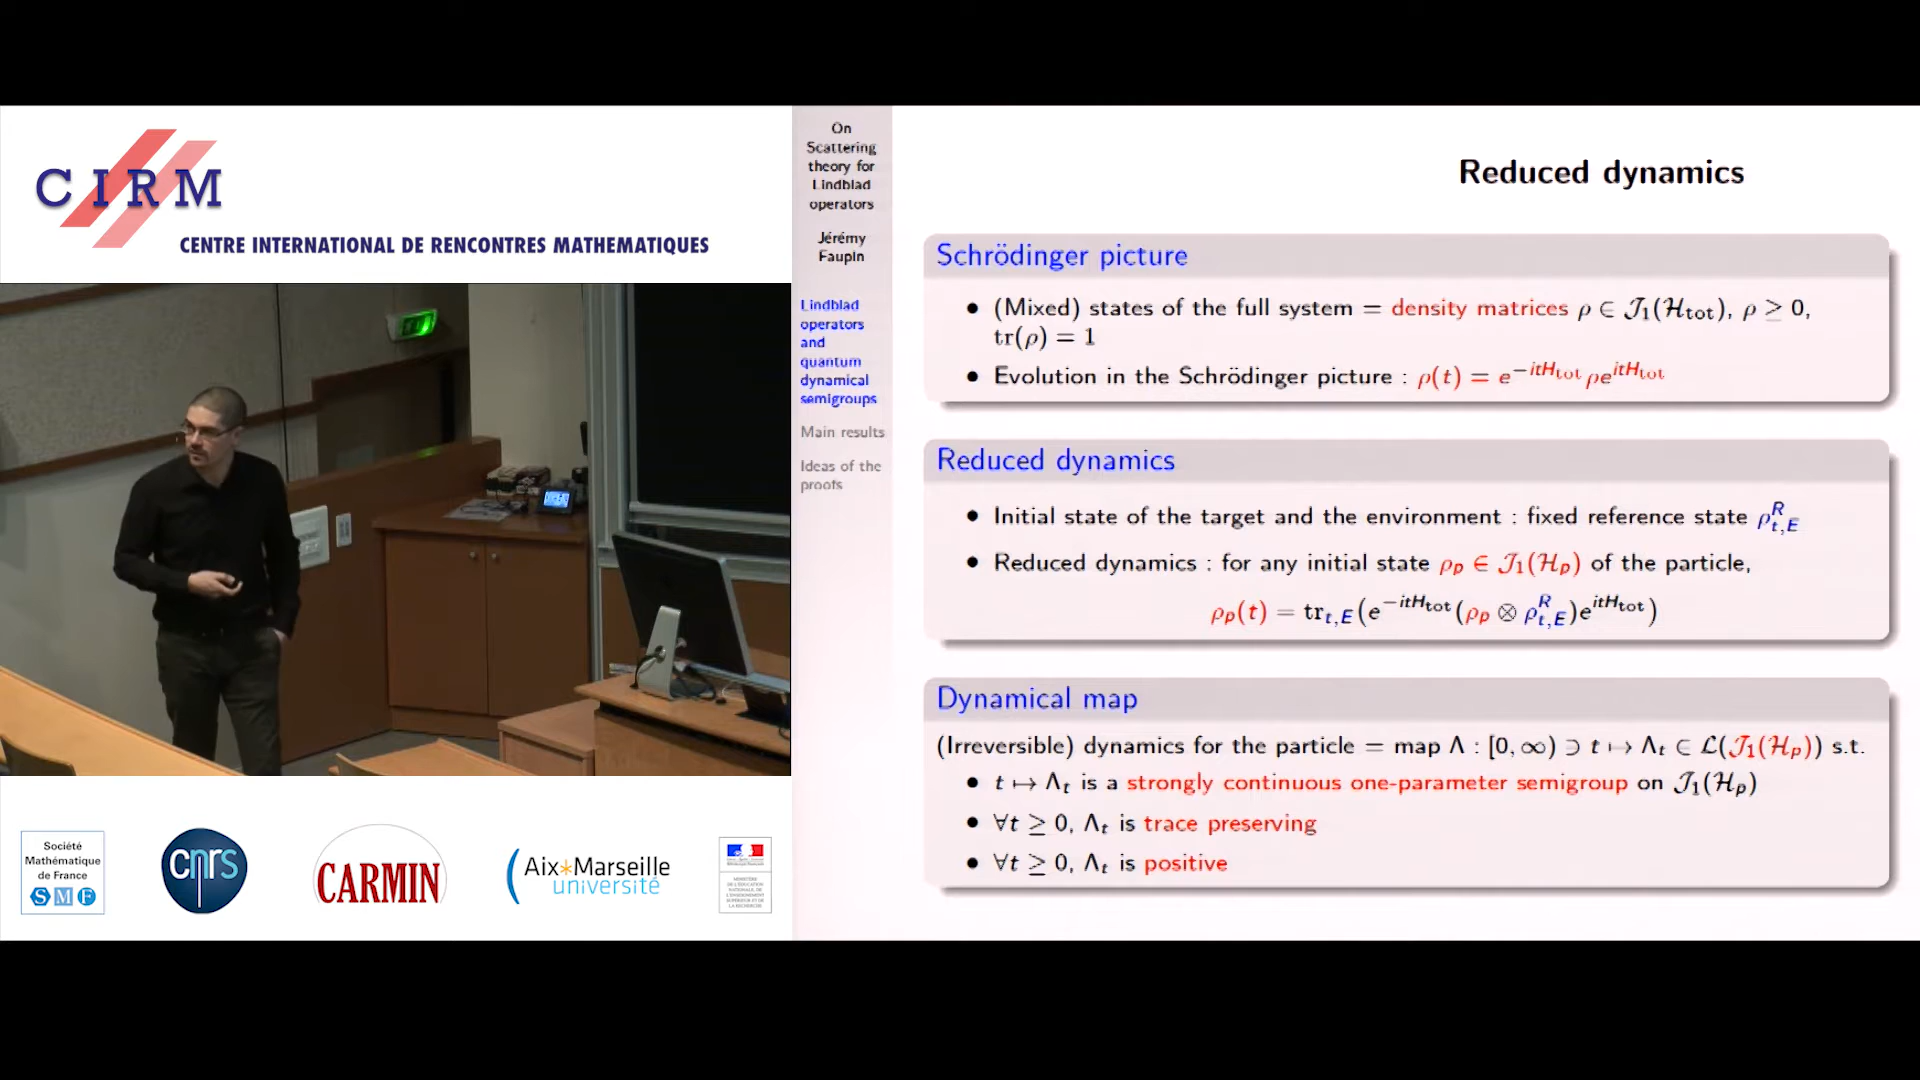 CIRM
CENTRE INTERNATIONAL DE RENCONTRES MATHEMATIQUES
Société
Mathématique
de France
S M F
cnrs
CARMIN
Aix*Marseille
université
On
Scattering
theory for
Lindblad
operators
Jérémy
Faupin
Lindblad
operators
and
quantum
dynamical
semigroups
Main results
Ideas of the
proofs
Reduced dynamics
Schrödinger picture
• (Mixed) states of the full system = density matrices ρ ∈ 𝒥₁(ℋ_tot), ρ ≥ 0,
tr(ρ) = 1
• Evolution in the Schrödinger picture : ρ(t) = e^{−itH_tot} ρe^{itH_tot}
Reduced dynamics
• Initial state of the target and the environment : fixed reference state ρ^R_{t,E}
• Reduced dynamics : for any initial state ρ_p ∈ 𝒥₁(ℋ_p) of the particle,
ρ_p(t) = tr_{t,E}(e^{−itH_tot}(ρ_p ⊗ ρ^R_{t,E})e^{itH_tot})
Dynamical map
(Irreversible) dynamics for the particle = map Λ : [0, ∞) ∋ t ↦ Λ_t ∈ ℒ(𝒥₁(ℋ_p)) s.t.
• t ↦ Λ_t is a strongly continuous one-parameter semigroup on 𝒥₁(ℋ_p)
• ∀t ≥ 0, Λ_t is trace preserving
• ∀t ≥ 0, Λ_t is positive